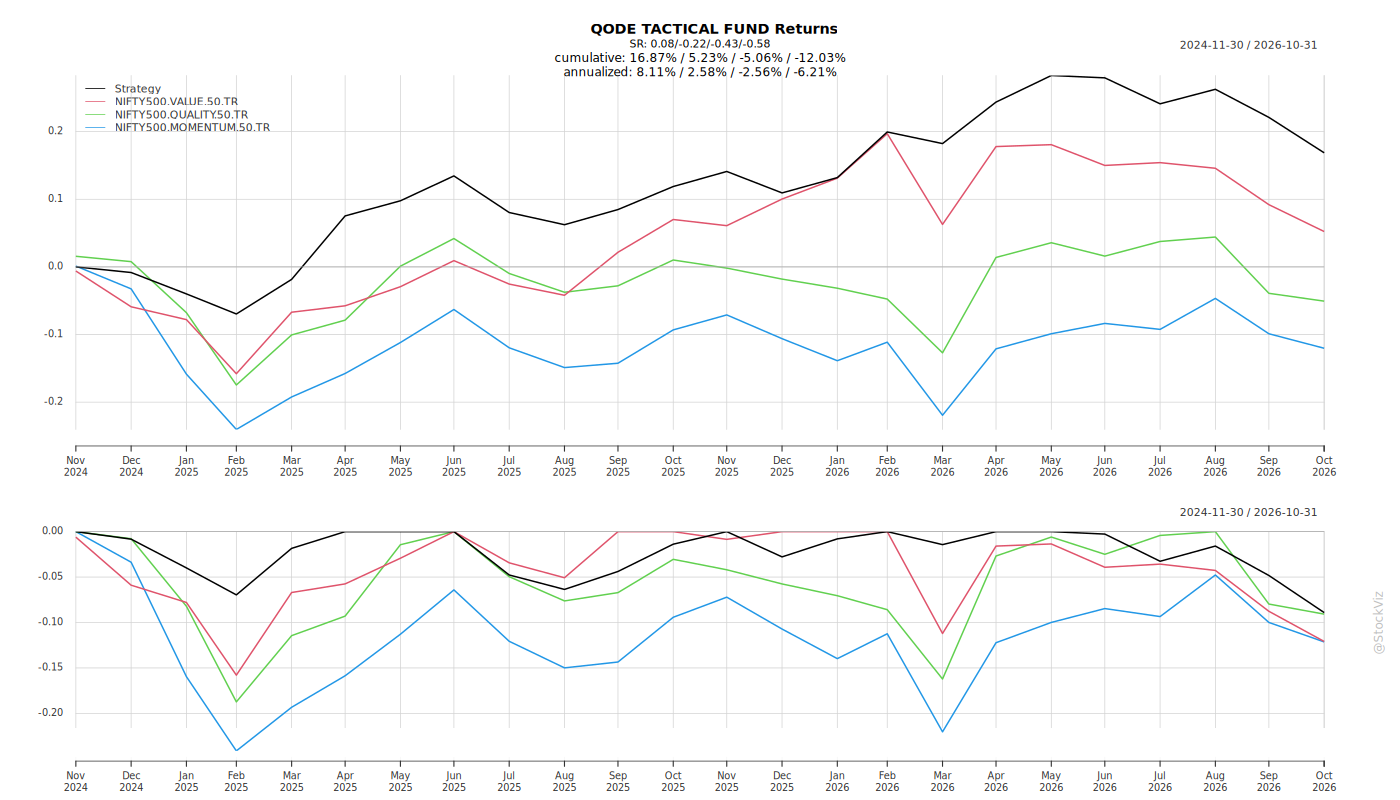 QODE TACTICAL FUND Returns
SR: 0.08/-0.22/-0.43/-0.58
cumulative: 16.87% / 5.23% / -5.06% / -12.03%
annualized: 8.11% / 2.58% / -2.56% / -6.21%
2024-11-30 / 2026-10-31
Strategy
NIFTY500.VALUE.50.TR
NIFTY500.QUALITY.50.TR
NIFTY500.MOMENTUM.50.TR
0.2
0.1
0.0
-0.1
-0.2
Nov Dec Jan Feb Mar Apr May Jun Jul Aug Sep Oct Nov Dec Jan Feb Mar Apr May Jun Jul Aug Sep Oct
2024 2024 2025 2025 2025 2025 2025 2025 2025 2025 2025 2025 2025 2025 2026 2026 2026 2026 2026 2026 2026 2026 2026 2026
2024-11-30 / 2026-10-31
0.00
-0.05
-0.10
-0.15
-0.20
Nov Dec Jan Feb Mar Apr May Jun Jul Aug Sep Oct Nov Dec Jan Feb Mar Apr May Jun Jul Aug Sep Oct
2024 2024 2025 2025 2025 2025 2025 2025 2025 2025 2025 2025 2025 2025 2026 2026 2026 2026 2026 2026 2026 2026 2026 2026
@StockViz